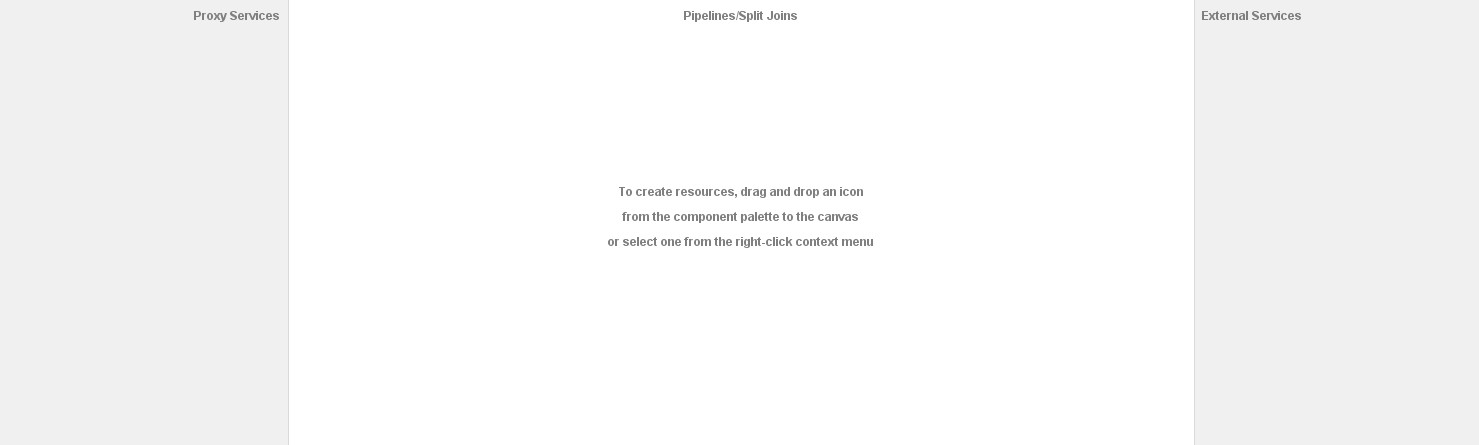 Proxy Services
Pipelines/Split Joins
External Services
To create resources, drag and drop an icon
from the component palette to the canvas
or select one from the right-click context menu